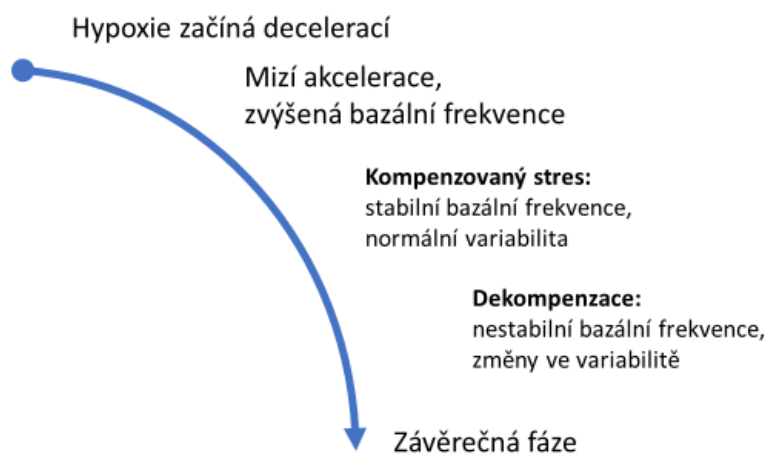 Hypoxie začíná decelerací
Mizí akcelerace,
zvýšená bazální frekvence
Kompenzovaný stres:
stabilní bazální frekvence,
normální variabilita
Dekompenzace:
nestabilní bazální frekvence,
změny ve variabilitě
Závěrečná fáze